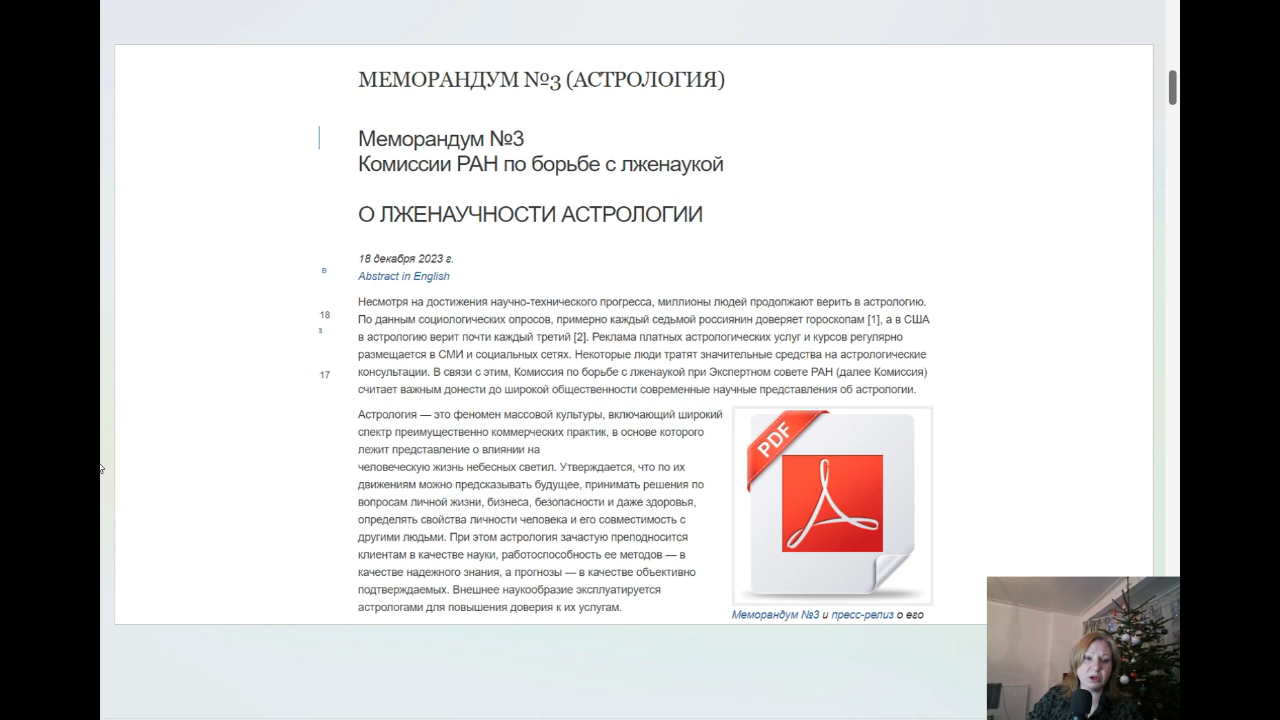 МЕМОРАНДУМ №3 (АСТРОЛОГИЯ)
Меморандум №3
Комиссии РАН по борьбе с лженаукой
О ЛЖЕНАУЧНОСТИ АСТРОЛОГИИ
18 декабря 2023 г.
Abstract in English
в
18
з
17
Несмотря на достижения научно-технического прогресса, миллионы людей продолжают верить в астрологию.
По данным социологических опросов, примерно каждый седьмой россиянин доверяет гороскопам [1], а в США
в астрологию верит почти каждый третий [2]. Реклама платных астрологических услуг и курсов регулярно
размещается в СМИ и социальных сетях. Некоторые люди тратят значительные средства на астрологические
консультации. В связи с этим, Комиссия по борьбе с лженаукой при Экспертном совете РАН (далее Комиссия)
считает важным донести до широкой общественности современные научные представления об астрологии.
Астрология — это феномен массовой культуры, включающий широкий
спектр преимущественно коммерческих практик, в основе которого
лежит представление о влиянии на
человеческую жизнь небесных светил. Утверждается, что по их
движениям можно предсказывать будущее, принимать решения по
вопросам личной жизни, бизнеса, безопасности и даже здоровья,
определять свойства личности человека и его совместимость с
другими людьми. При этом астрология зачастую преподносится
клиентам в качестве науки, работоспособность ее методов — в
качестве надежного знания, а прогнозы — в качестве объективно
подтверждаемых. Внешнее наукообразие эксплуатируется
астрологами для повышения доверия к их услугам.
PDF
Меморандум №3 и пресс-релиз о его